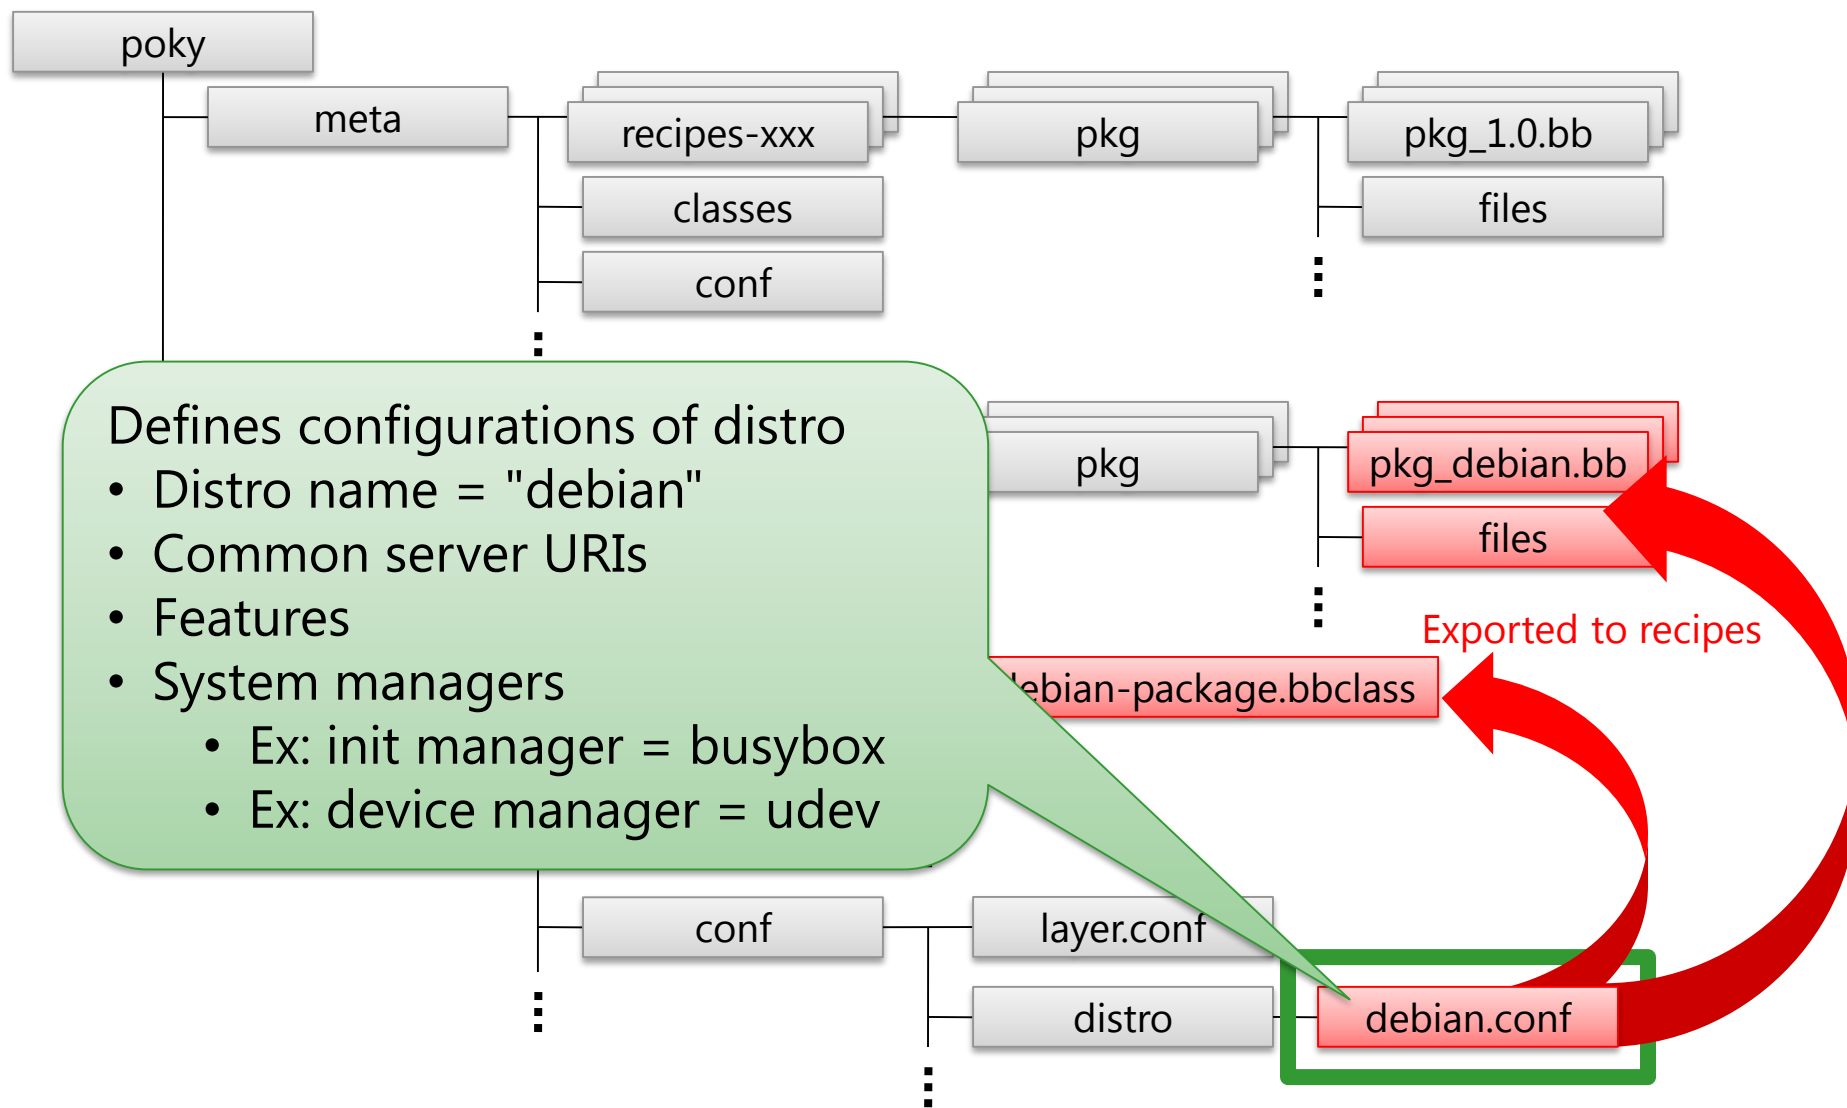 poky
meta
recipes-xxx
pkg
pkg_1.0.bb
classes
files
conf
Defines configurations of distro
• Distro name = "debian"
• Common server URIs
• Features
• System managers
• Ex: init manager = busybox
• Ex: device manager = udev
pkg
pkg_debian.bb
files
Exported to recipes
ebian-package.bbclass
conf
layer.conf
distro
debian.conf